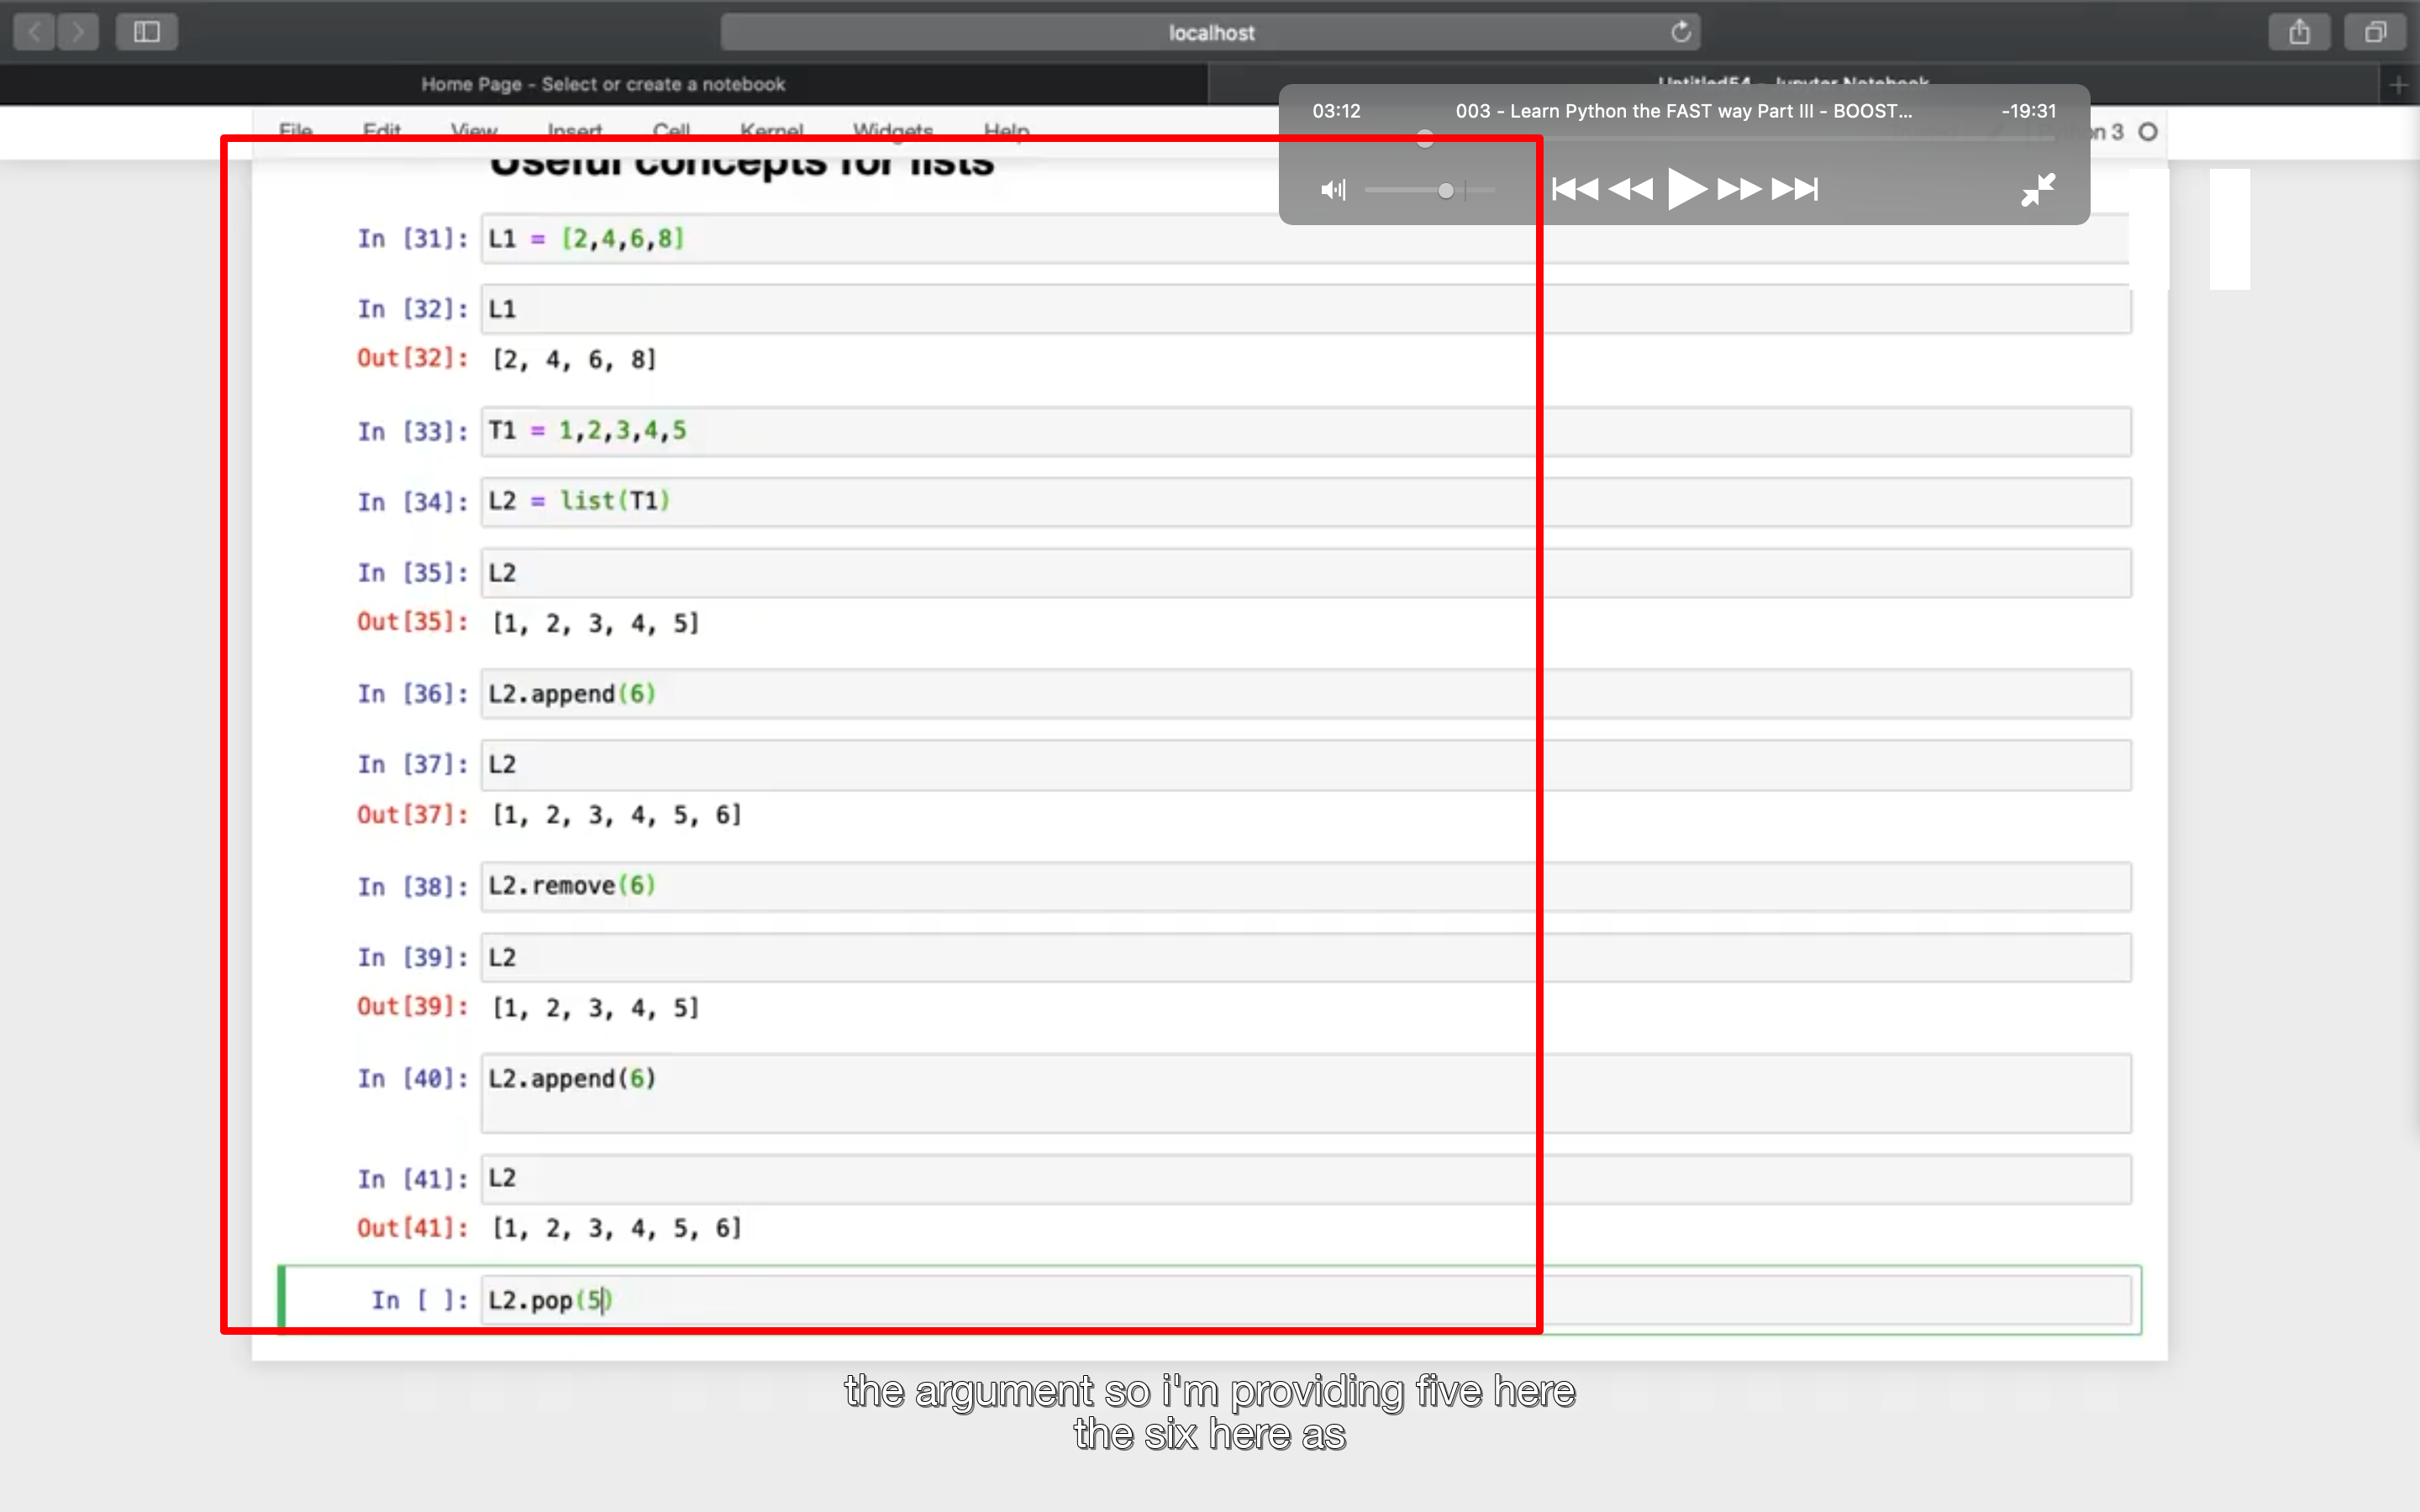 localhost
Home Page - Select or create a notebook
Untitled54 - Jupyter Notebook
03:12
003 - Learn Python the FAST way Part III - BOOST...
-19:31
File Edit View Insert Cell Kernel Widgets Help
n 3
Useful concepts for lists
In [31]: L1 = [2,4,6,8]
In [32]: L1
Out[32]: [2, 4, 6, 8]
In [33]: T1 = 1,2,3,4,5
In [34]: L2 = list(T1)
In [35]: L2
Out[35]: [1, 2, 3, 4, 5]
In [36]: L2.append(6)
In [37]: L2
Out[37]: [1, 2, 3, 4, 5, 6]
In [38]: L2.remove(6)
In [39]: L2
Out[39]: [1, 2, 3, 4, 5]
In [40]: L2.append(6)
In [41]: L2
Out[41]: [1, 2, 3, 4, 5, 6]
In [ ]: L2.pop(5)
the argument so i'm providing five here
the six here as